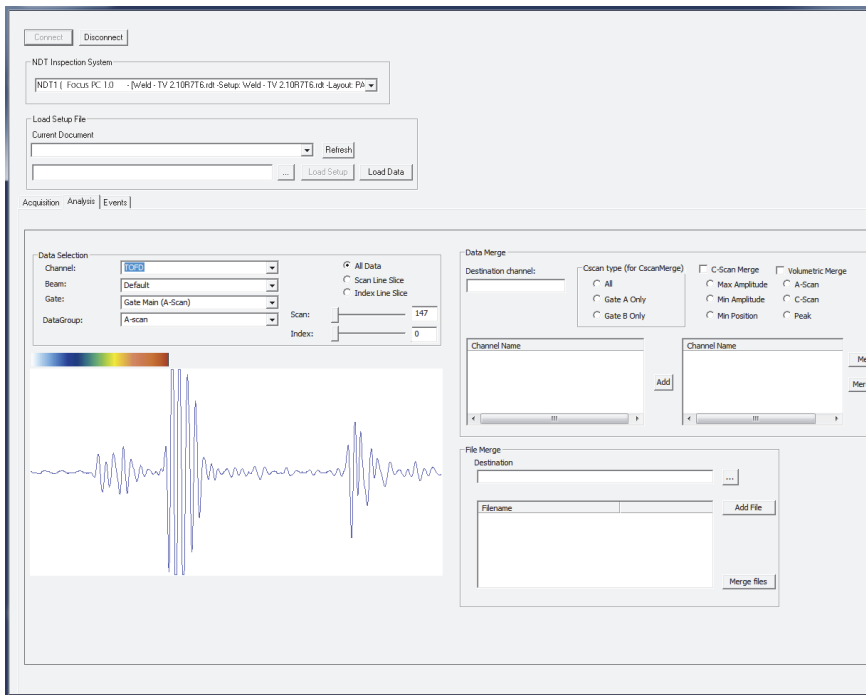 Connect Disconnect
NDT Inspection System
NDT1 ( Focus PC 1.0 - [Weld - TV 2.10R7T6.rdt -Setup: Weld - TV 2.10R7T6.rdt -Layout: PA
Load Setup File
Current Document
Refresh
... Load Setup Load Data
Acquisition Analysis Events
Data Selection
Channel: TOFD
Beam: Default
Gate: Gate Main (A-Scan)
DataGroup: A-scan
All Data
Scan Line Slice
Index Line Slice
Scan: 147
Index: 0
Data Merge
Destination channel:
Cscan type (for CscanMerge)
All
Gate A Only
Gate B Only
C-Scan Merge
Max Amplitude
Min Amplitude
Min Position
Volumetric Merge
A-Scan
C-Scan
Peak
Channel Name
Add
Channel Name
Me
Merg
File Merge
Destination
...
Filename
Add File
Merge files